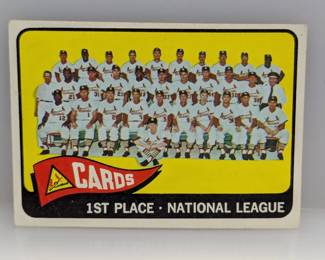 CARDS
1ST PLACE · NATIONAL LEAGUE